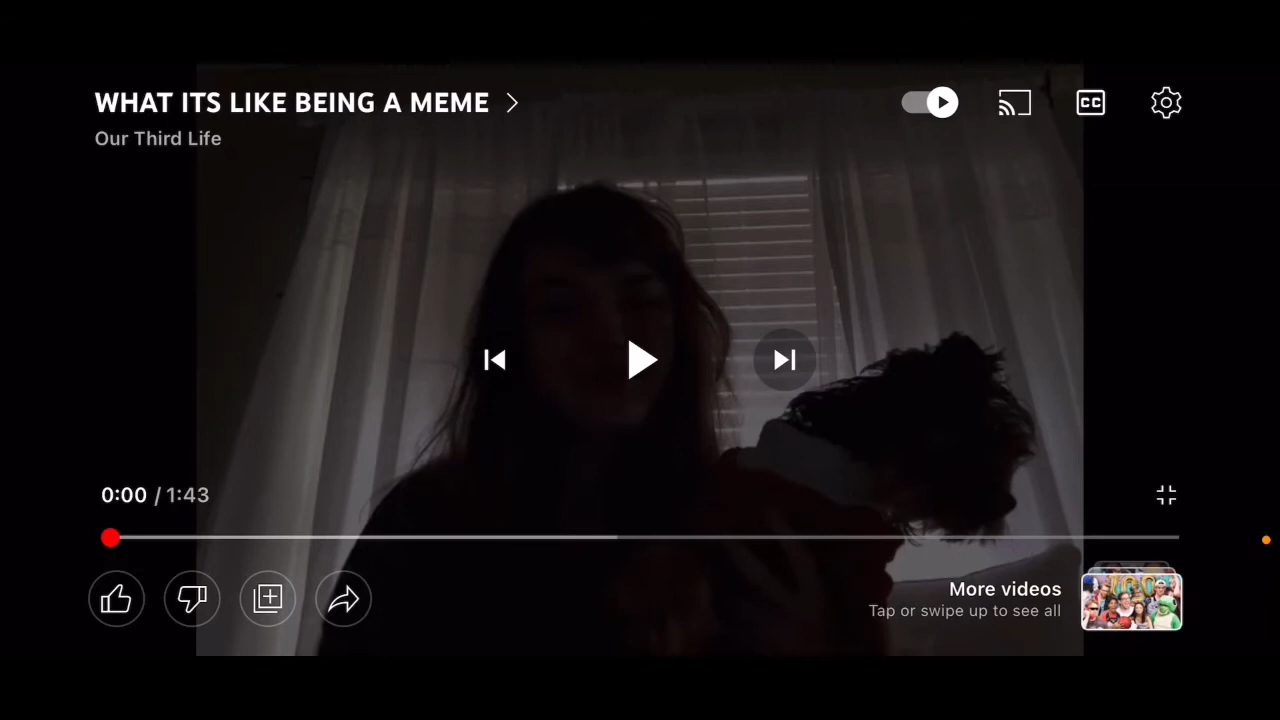 WHAT ITS LIKE BEING A MEME
Our Third Life
CC
0:00 / 1:43
More videos
Tap or swipe up to see all